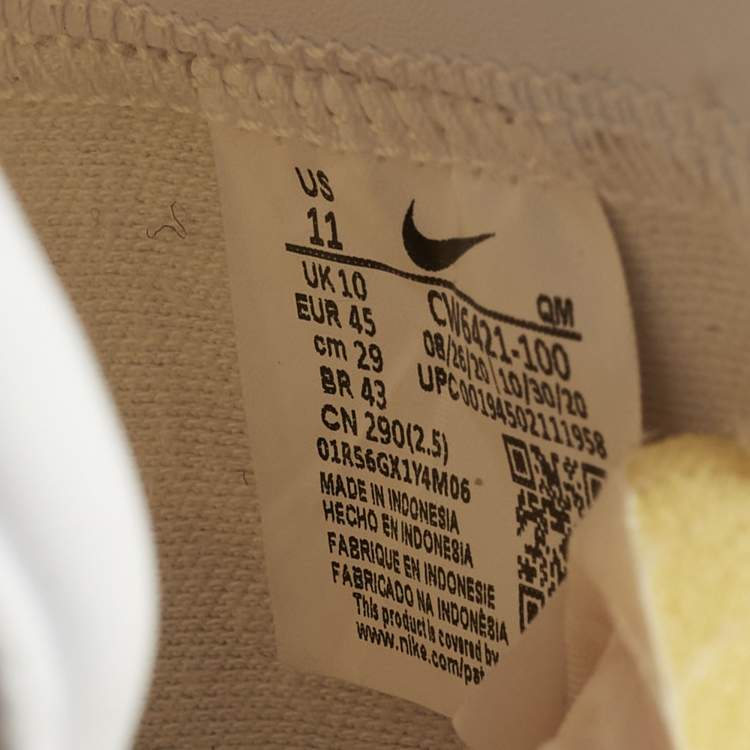 US
11
QM
UK 10
EUR 45
cm 29
BR 43
CN 290(2.5)
CW6421-100
08/26/20 \ 10/30/20
UPC00194502111958
01RS6GX1Y4M06
MADE IN INDONESIA
HECHO EN INDONESIA
FABRIQUE EN INDONESIE
FABRICADO NA INDONÉSIA
This product is covered by
www.nike.com/pat